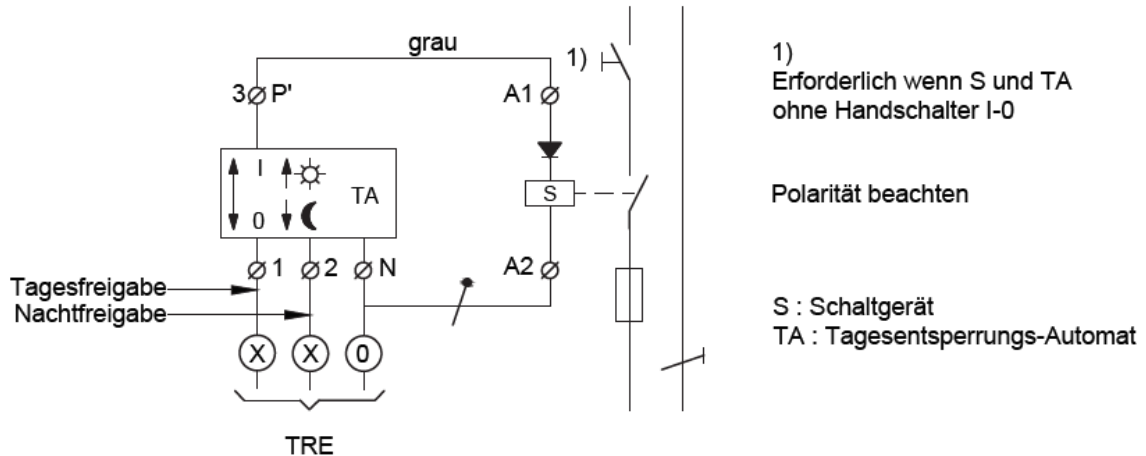 grau
1)
3 P'
A1
I
0
TA
S
1 2 N
A2
Tagesfreigabe
Nachtfreigabe
X X 0
TRE
1)
Erforderlich wenn S und TA
ohne Handschalter I-0
Polarität beachten
S : Schaltgerät
TA : Tagesentsperrungs-Automat